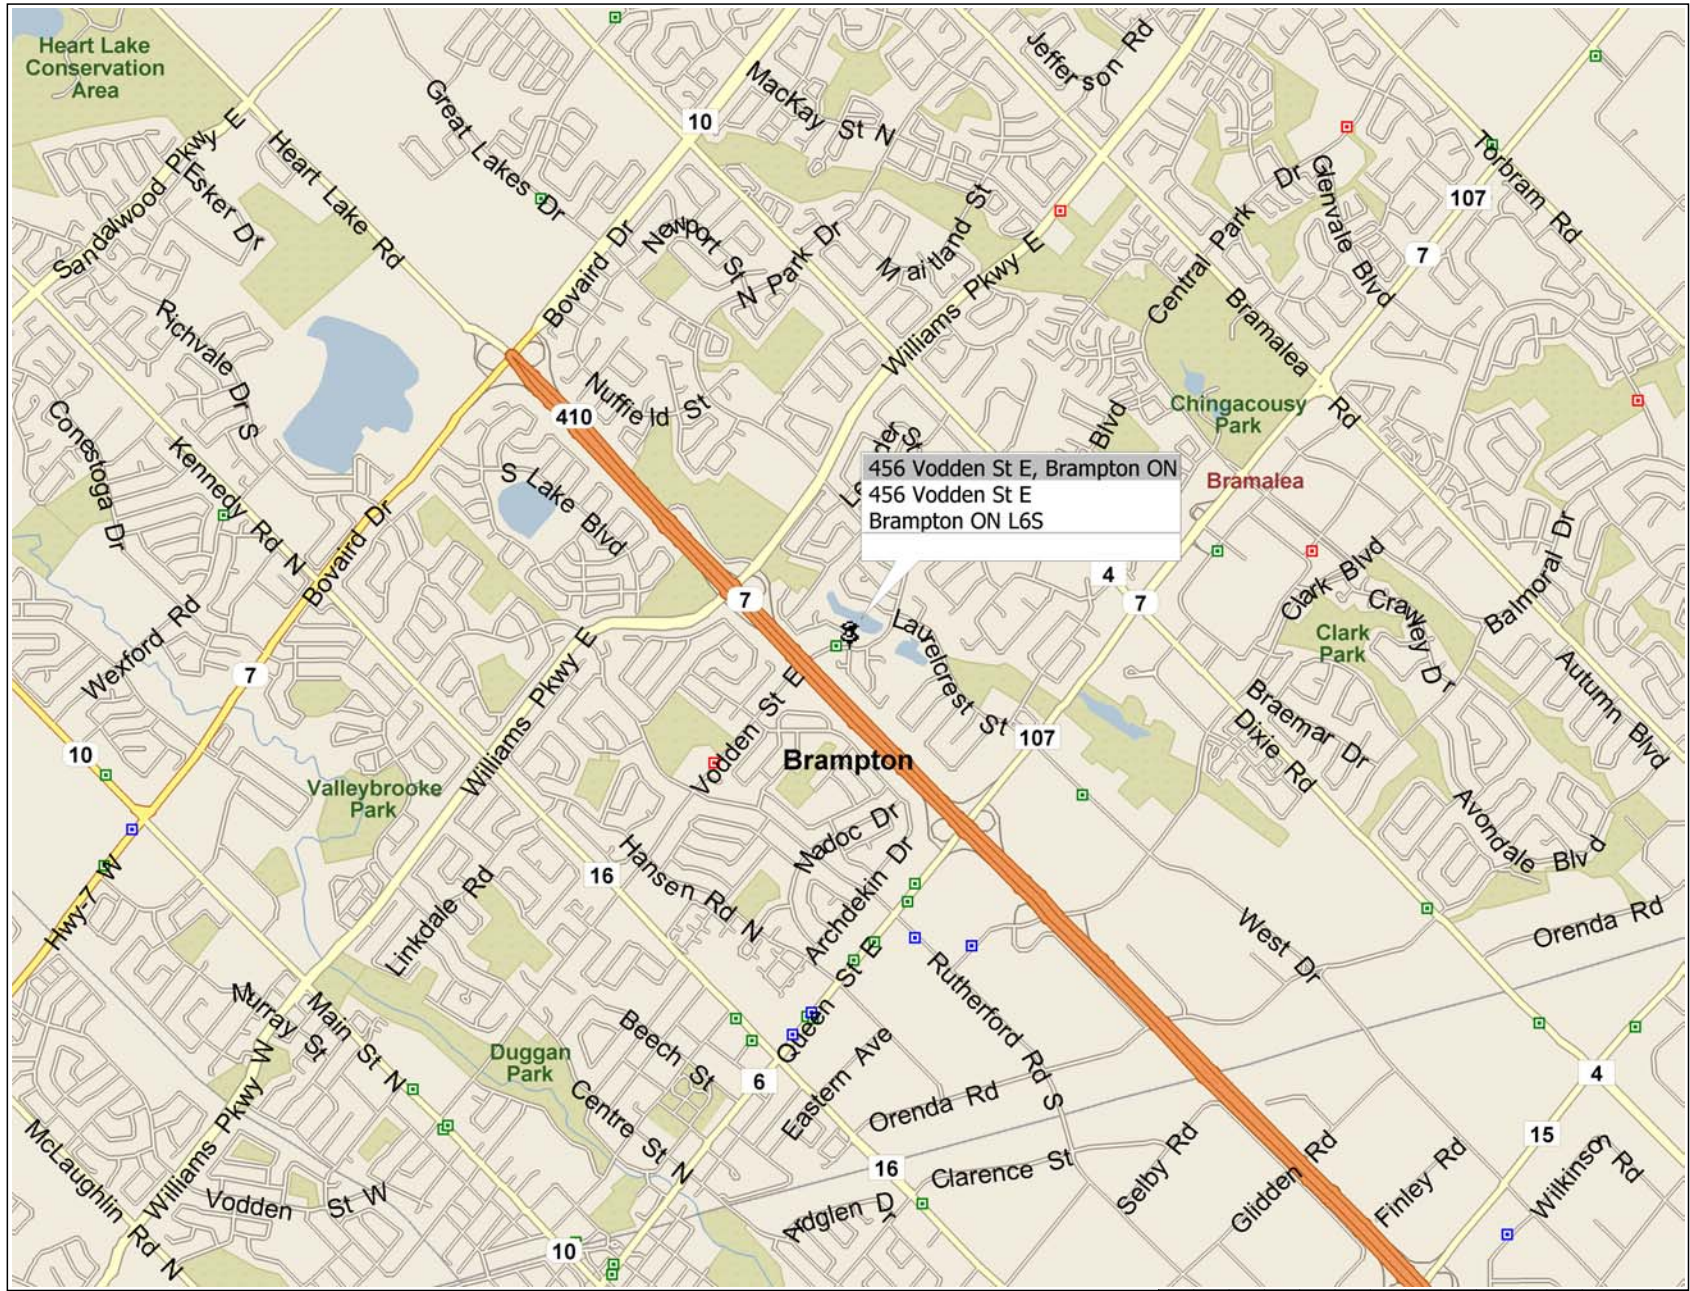 Heart Lake
Conservation
Area
Sandalwood Pkwy E
Esker Dr
Heart Lake Rd
Great Lakes Dr
10
MacKay St N
Jefferson Rd
Torbram Rd
107
7
Glenvale Blvd
Central Park Dr
Bramalea Rd
Maitland St
Williams Pkwy E
N Park Dr
Newport St
Bovaird Dr
Richvale Dr S
Conestoga Dr
Kennedy Rd N
410
Nuffield St
S Lake Blvd
Bovaird Dr
St
Blvd
Chingacousy
Park
Bramalea
456 Vodden St E, Brampton ON
456 Vodden St E
Brampton ON L6S
4
7
7
Clark Blvd
Crawley Dr
Clark
Park
Balmoral Dr
Autumn Blvd
Laurelcrest St
Wexford Rd
7
Williams Pkwy E
Vodden St E
Brampton
107
Braemar Dr
Dixie Rd
Avondale Blvd
10
Valleybrooke
Park
Hwy-7 W
Linkdale Rd
16
Hansen Rd N
Madoc Dr
Archdekin Dr
Queen St E
Rutherford Rd S
West Dr
Orenda Rd
Murray St
Main St N
Duggan
Park
Beech St
Centre St N
6
Eastern Ave
Orenda Rd
4
15
Wilkinson Rd
Williams Pkwy W
McLaughlin Rd N
Vodden St W
10
16
Clarence St
Ardglen Dr
Selby Rd
Glidden Rd
Finley Rd